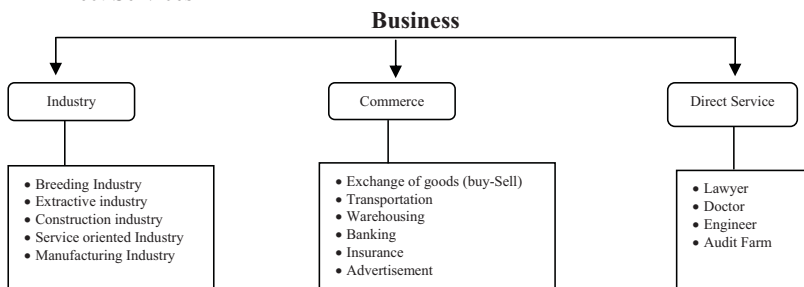 Business
Industry
Commerce
Direct Service
• Breeding Industry
• Extractive industry
• Construction industry
• Service oriented Industry
• Manufacturing Industry
• Exchange of goods (buy-Sell)
• Transportation
• Warehousing
• Banking
• Insurance
• Advertisement
• Lawyer
• Doctor
• Engineer
• Audit Farm